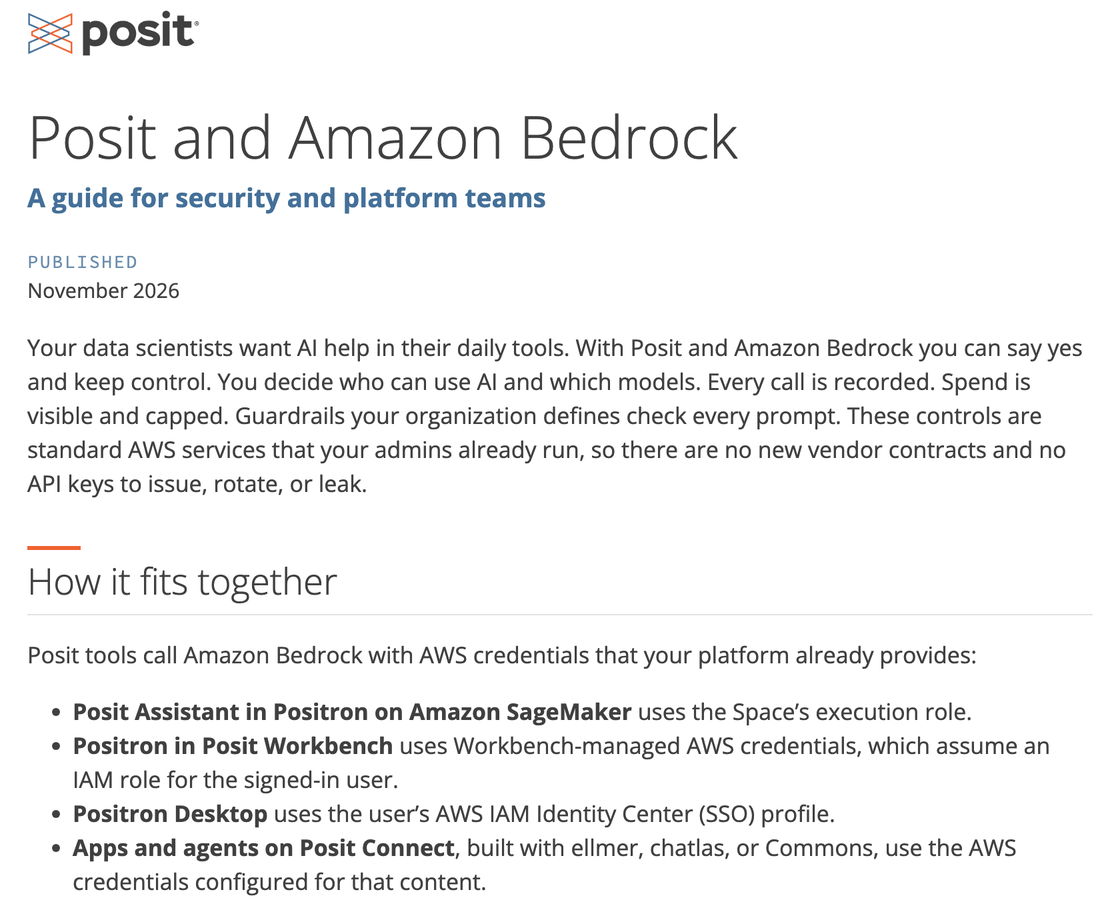 posit®
Posit and Amazon Bedrock
A guide for security and platform teams
PUBLISHED
November 2026
Your data scientists want AI help in their daily tools. With Posit and Amazon Bedrock you can say yes
and keep control. You decide who can use AI and which models. Every call is recorded. Spend is
visible and capped. Guardrails your organization defines check every prompt. These controls are
standard AWS services that your admins already run, so there are no new vendor contracts and no
API keys to issue, rotate, or leak.
How it fits together
Posit tools call Amazon Bedrock with AWS credentials that your platform already provides:
• Posit Assistant in Positron on Amazon SageMaker uses the Space’s execution role.
• Positron in Posit Workbench uses Workbench-managed AWS credentials, which assume an
IAM role for the signed-in user.
• Positron Desktop uses the user’s AWS IAM Identity Center (SSO) profile.
• Apps and agents on Posit Connect, built with ellmer, chatlas, or Commons, use the AWS
credentials configured for that content.